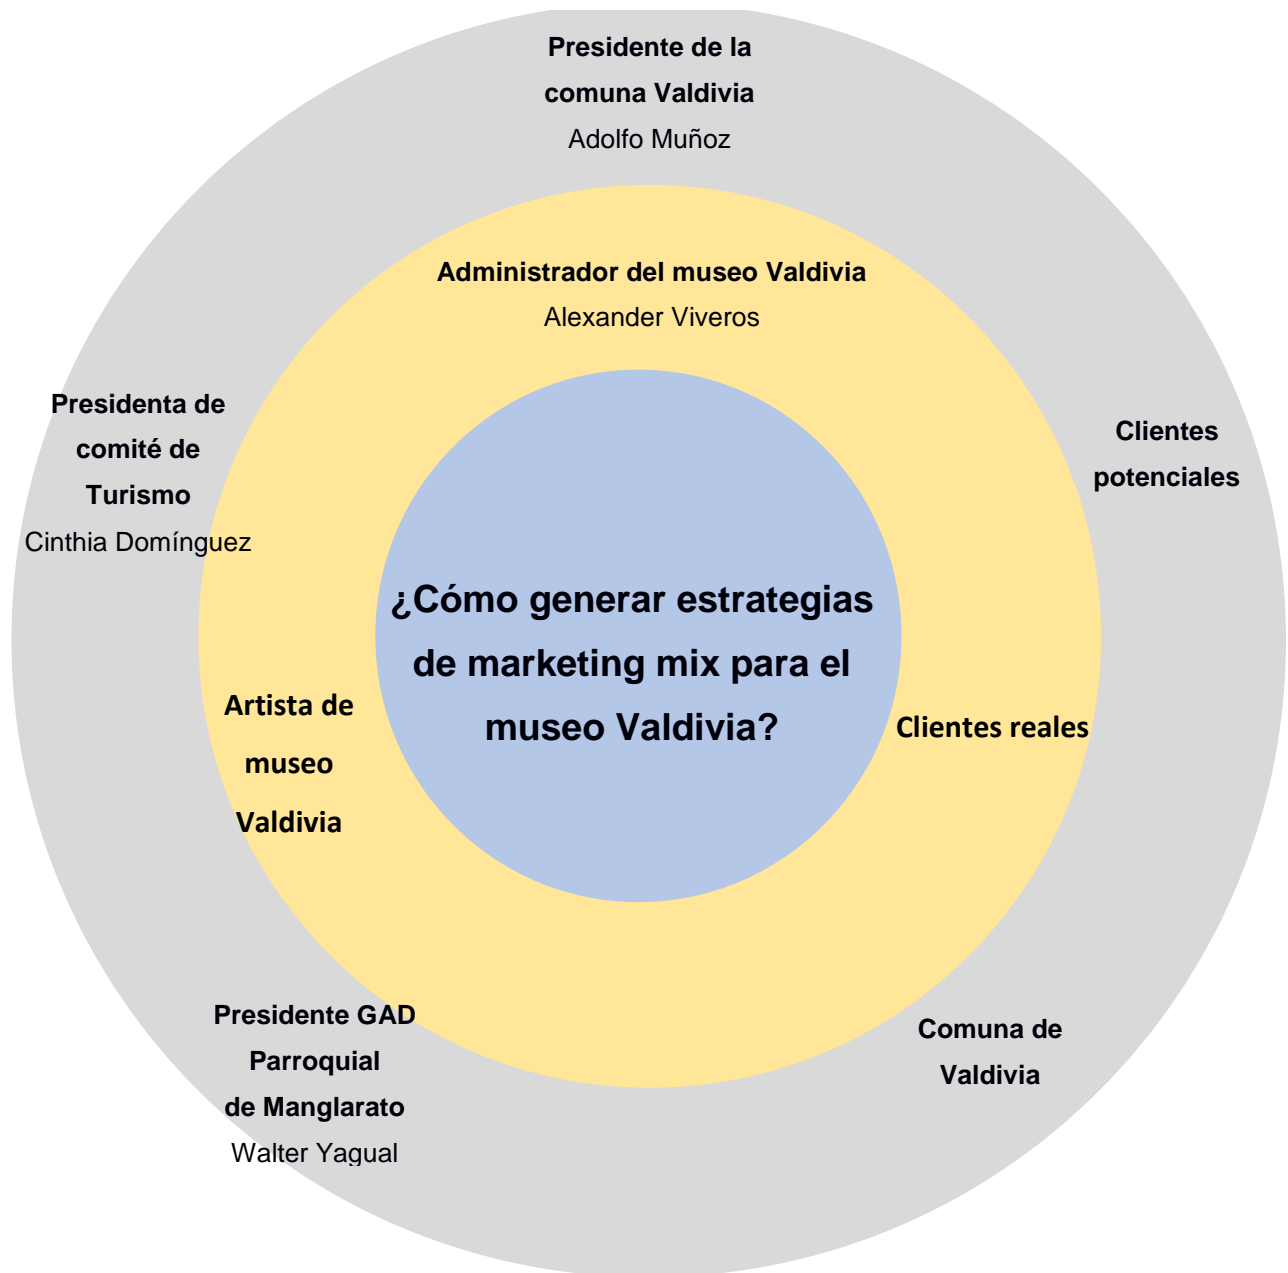 Presidente de la
comuna Valdivia
Adolfo Muñoz
Administrador del museo Valdivia
Alexander Viveros
Presidenta de
comité de
Turismo
Cinthia Domínguez
Clientes
potenciales
¿Cómo generar estrategias
de marketing mix para el
museo Valdivia?
Artista de
museo
Valdivia
Clientes reales
Presidente GAD
Parroquial
de Manglarato
Walter Yagual
Comuna de
Valdivia